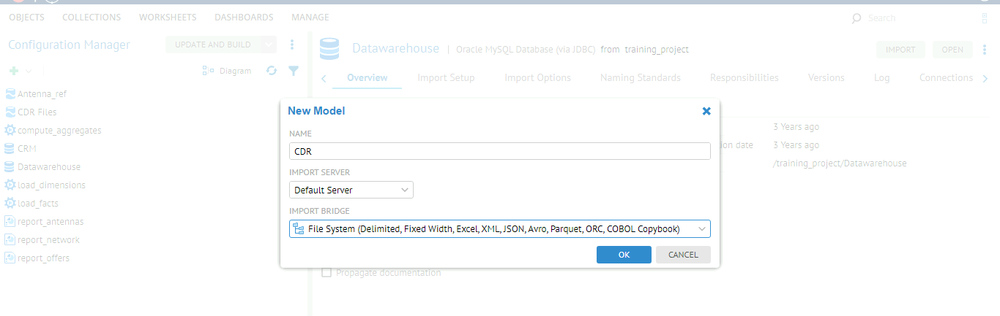 OBJECTS COLLECTIONS WORKSHEETS DASHBOARDS MANAGE Search
Configuration Manager UPDATE AND BUILD
Datawarehouse | Oracle MySQL Database (via JDBC) from training_project IMPORT OPEN
Diagram
Overview Import Setup Import Options Naming Standards Responsibilities Versions Log Connections
Antenna_ref
CDR Files
compute_aggregates
CRM
Datawarehouse
load_dimensions
load_facts
report_antennas
report_network
report_offers
New Model
NAME
CDR
IMPORT SERVER
Default Server
IMPORT BRIDGE
File System (Delimited, Fixed Width, Excel, XML, JSON, Avro, Parquet, ORC, COBOL Copybook)
OK CANCEL
3 Years ago
ion date 3 Years ago
/training_project/Datawarehouse
Propagate documentation